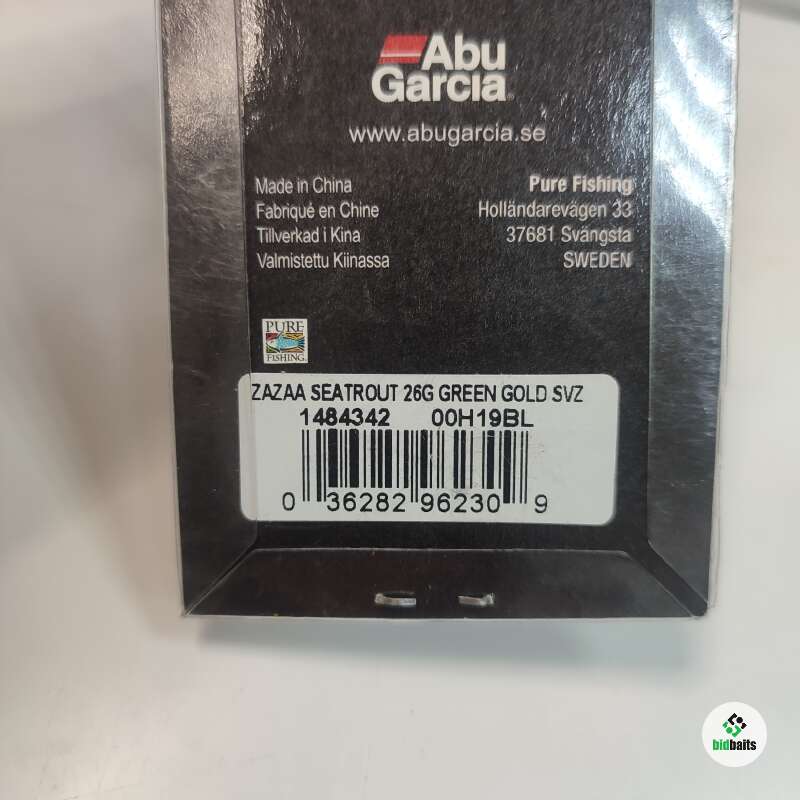 Abu
Garcia
www.abugarcia.se
Made in China
Fabriqué en Chine
Tillverkad i Kina
Valmistettu Kiinassa
Pure Fishing
Holländarevägen 33
37681 Svängsta
SWEDEN
PURE
FISHING
ZAZAA SEATROUT 26G GREEN GOLD SVZ
1484342 00H19BL
0 36282 96230 9
bidbaits